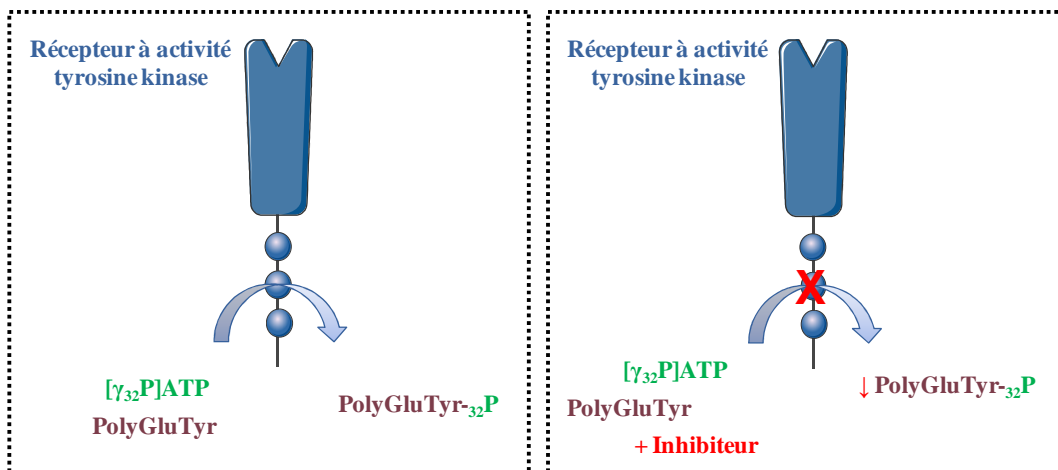 Récepteur à activité
tyrosine kinase
[γ₃₂P]ATP
PolyGluTyr
PolyGluTyr-₃₂P
Récepteur à activité
tyrosine kinase
X
[γ₃₂P]ATP
PolyGluTyr
+ Inhibiteur
↓ PolyGluTyr-₃₂P